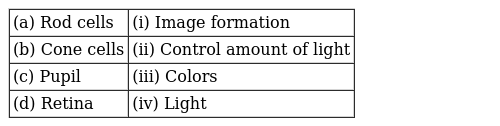 (a) Rod cells (i) Image formation
(b) Cone cells (ii) Control amount of light
(c) Pupil (iii) Colors
(d) Retina (iv) Light